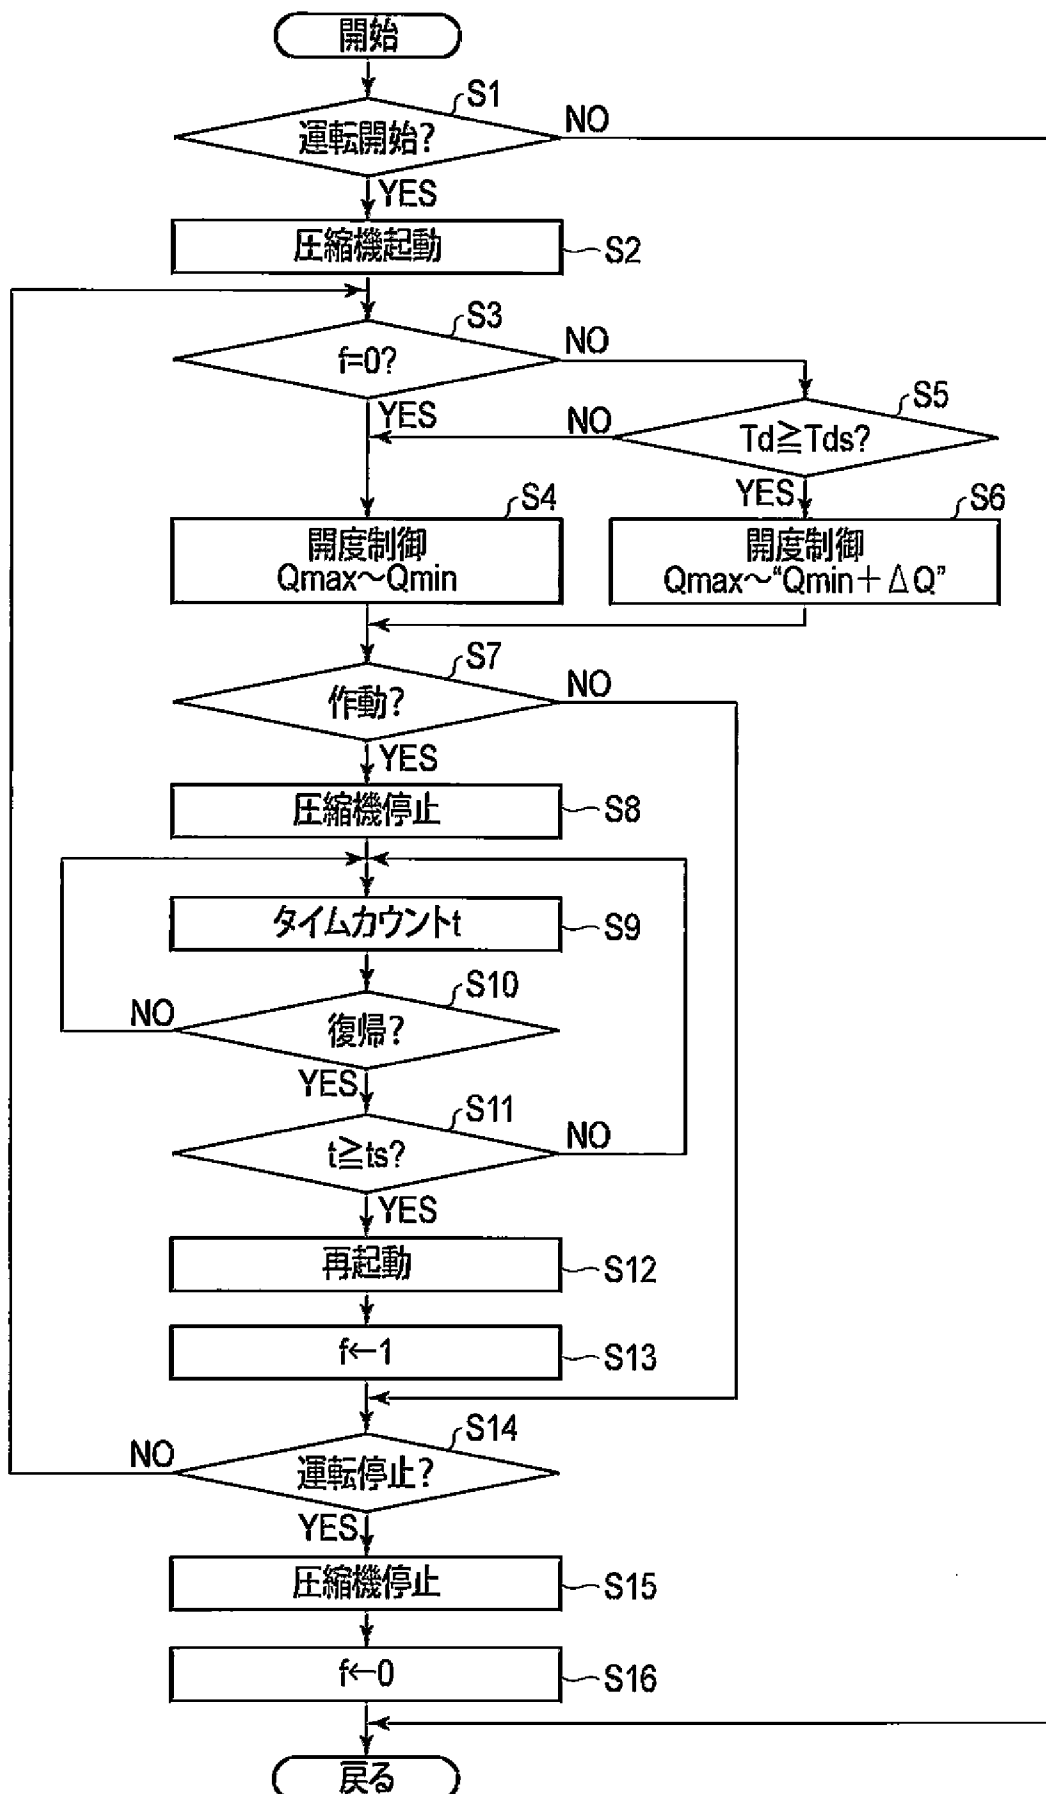 開始
S1
運転開始?
NO
YES
圧縮機起動
S2
S3
f=0?
NO
YES
S5
Td≧Tds?
NO
YES
S4
開度制御
Qmax〜Qmin
S6
開度制御
Qmax〜“Qmin+ΔQ”
S7
作動?
NO
YES
圧縮機停止
S8
タイムカウントt
S9
S10
復帰?
NO
YES
S11
t≧ts?
NO
YES
再起動
S12
f←1
S13
S14
運転停止?
NO
YES
圧縮機停止
S15
f←0
S16
戻る